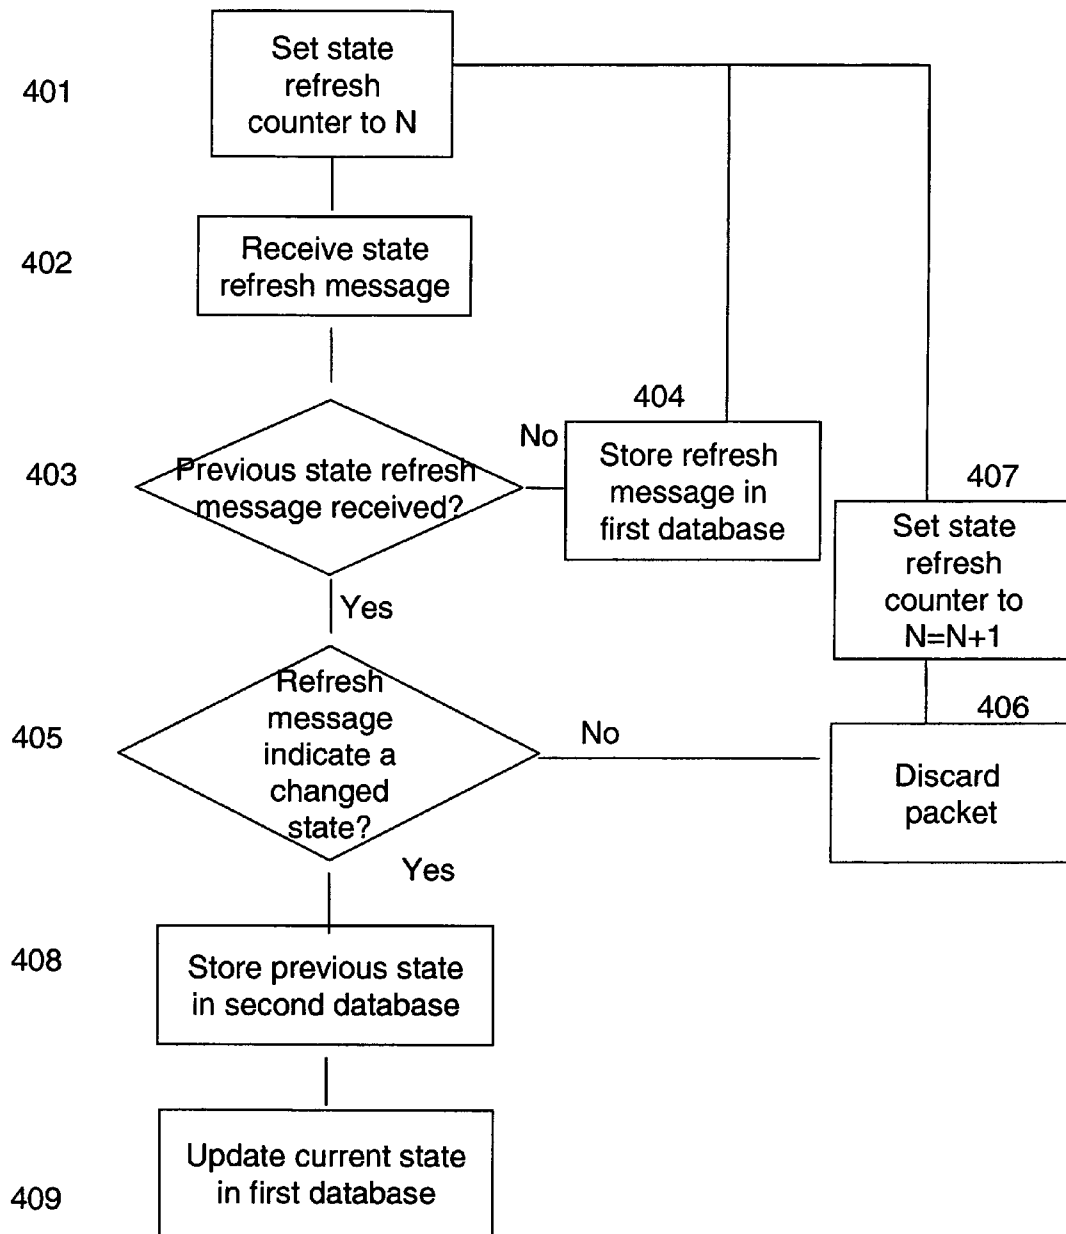 401
Set state
refresh
counter to N
402
Receive state
refresh message
403
Previous state refresh
message received?
No
404
Store refresh
message in
first database
407
Set state
refresh
counter to
N=N+1
Yes
405
Refresh
message
indicate a
changed
state?
No
406
Discard
packet
Yes
408
Store previous state
in second database
409
Update current state
in first database